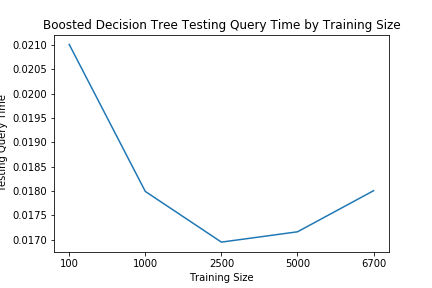 Boosted Decision Tree Testing Query Time by Training Size
Testing Query Time
0.0210
0.0205
0.0200
0.0195
0.0190
0.0185
0.0180
0.0175
0.0170
100 1000 2500 5000 6700
Training Size